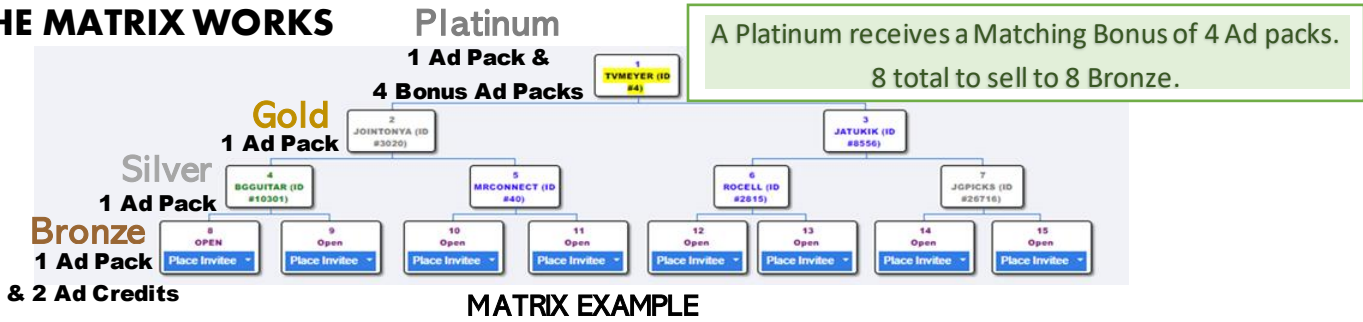 HE MATRIX WORKS
Platinum
1 Ad Pack &
4 Bonus Ad Packs
A Platinum receives a Matching Bonus of 4 Ad packs.
8 total to sell to 8 Bronze.
1
TVMEYER (ID
#4)
Gold
1 Ad Pack
2
JOINTONYA (ID
#3020)
3
JATUKIK (ID
#8556)
Silver
1 Ad Pack
4
BGGUITAR (ID
#10301)
5
MRCONNECT (ID
#40)
6
ROCELL (ID
#2815)
7
JGPICKS (ID
#26716)
Bronze
1 Ad Pack
& 2 Ad Credits
8
OPEN
Place Invitee
9
Open
Place Invitee
10
Open
Place Invitee
11
Open
Place Invitee
12
Open
Place Invitee
13
Open
Place Invitee
14
Open
Place Invitee
15
Open
Place Invitee
MATRIX EXAMPLE